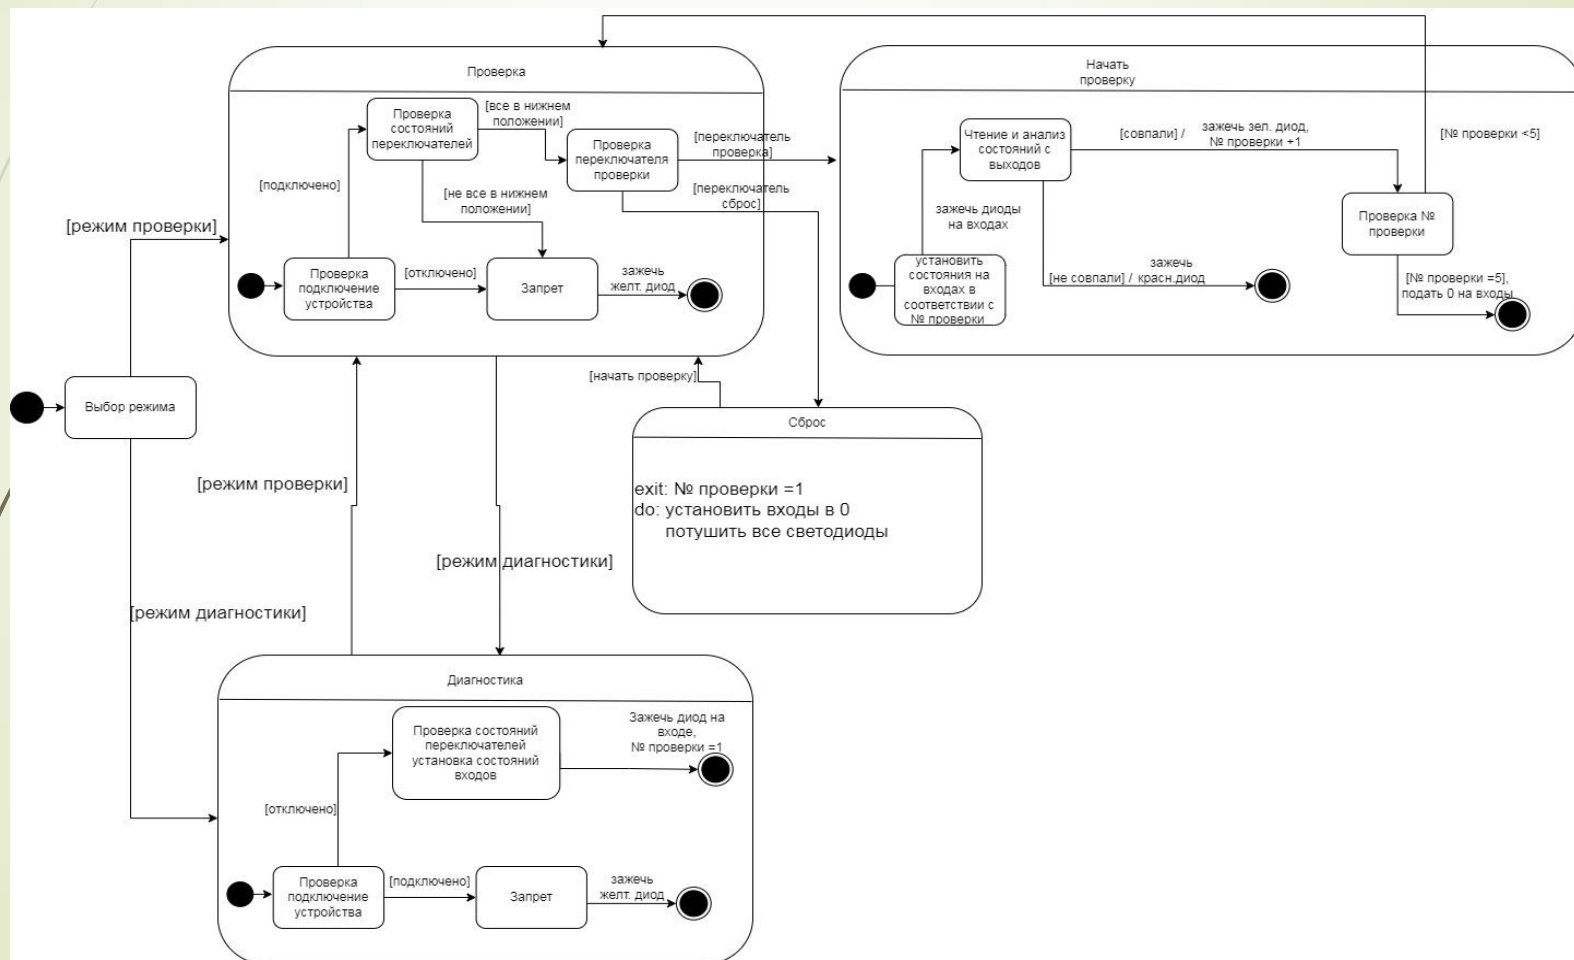 Проверка
Проверка
состояний
переключателей
[все в нижнем
положении]
Проверка
переключателя
проверки
[переключатель
проверка]
[переключатель
сброс]
[подключено]
[не все в нижнем
положении]
[режим проверки]
Проверка
подключение
устройства
[отключено]
Запрет
зажечь
желт. диод
Начать
проверку
Чтение и анализ
состояний с
выходов
[совпали] /
зажечь зел. диод,
№ проверки +1
[№ проверки <5]
зажечь диоды
на входах
Проверка №
проверки
установить
состояния на
входах в
соответствии с
№ проверки
зажечь
[не совпали] / красн.диод
[№ проверки =5],
подать 0 на входы
Выбор режима
[начать проверку]
Сброс
exit: № проверки =1
do: установить входы в 0
потушить все светодиоды
[режим проверки]
[режим диагностики]
[режим диагностики]
Диагностика
Проверка состояний
переключателей
установка состояний
входов
Зажечь диод на
входе,
№ проверки =1
[отключено]
Проверка
подключение
устройства
[подключено]
Запрет
зажечь
желт. диод